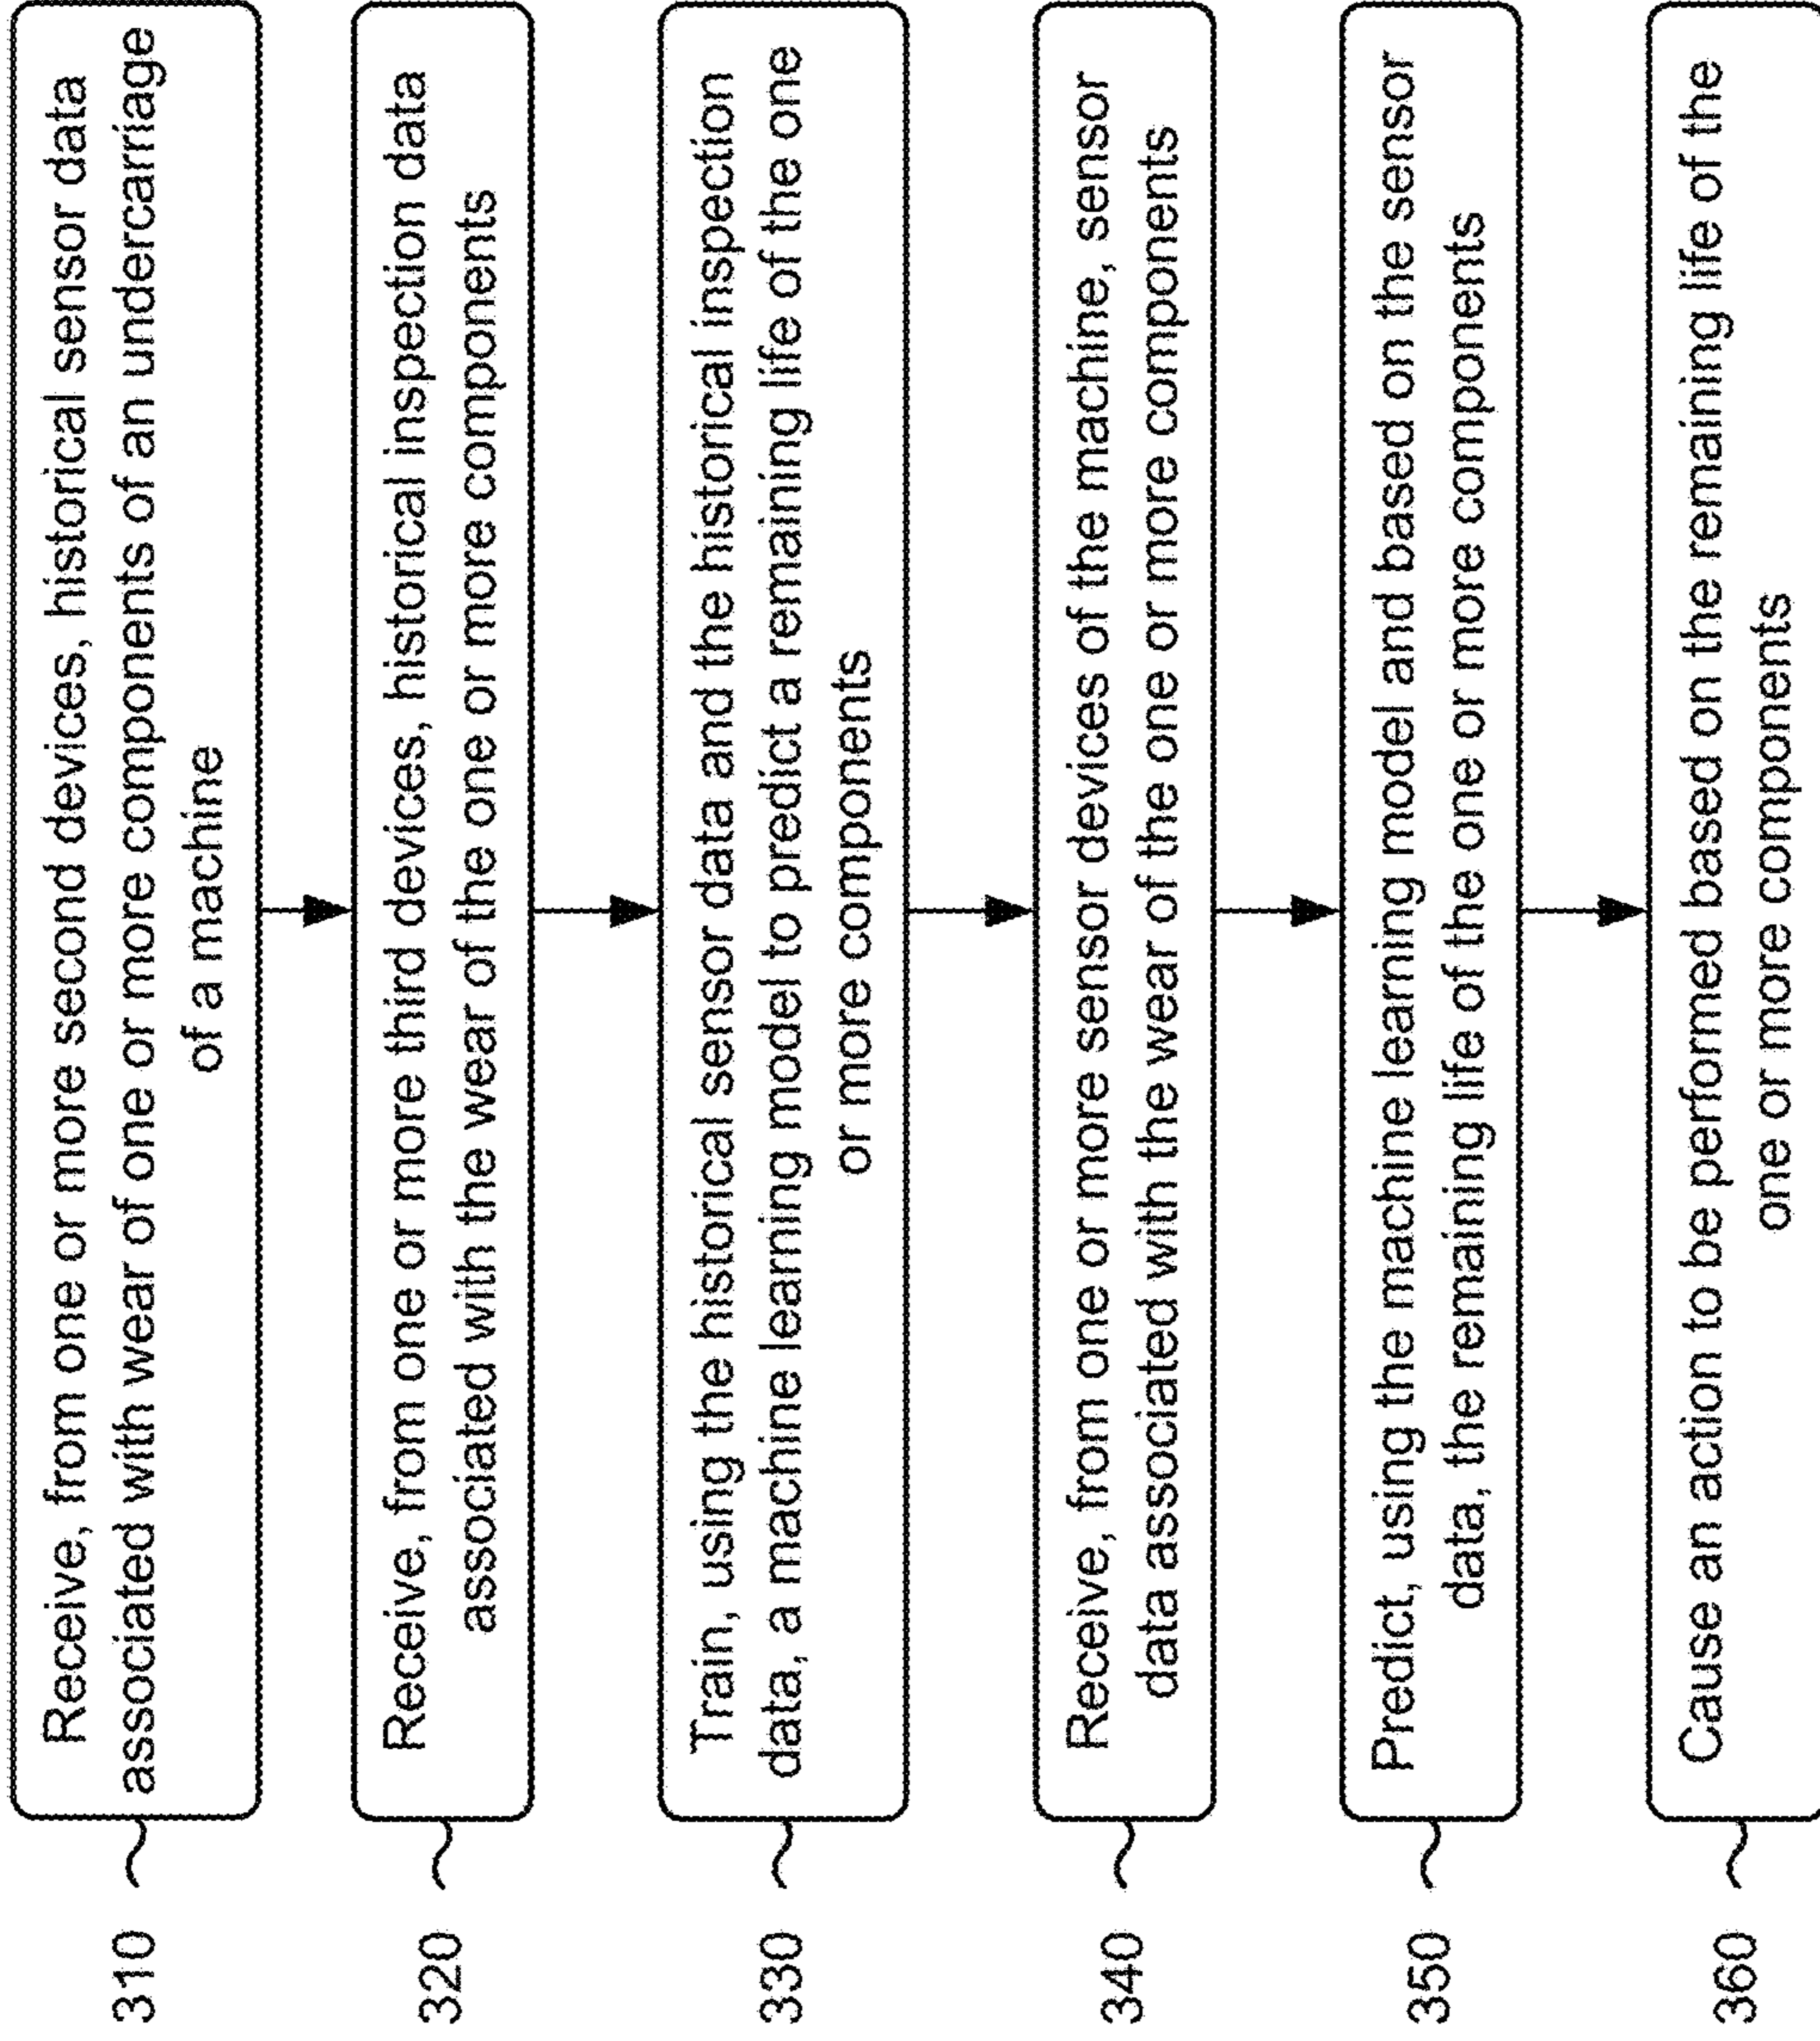 310
Receive, from one or more second devices, historical sensor data
associated with wear of one or more components of an undercarriage
of a machine
320
Receive, from one or more third devices, historical inspection data
associated with the wear of the one or more components
330
Train, using the historical sensor data and the historical inspection
data, a machine learning model to predict a remaining life of the one
or more components
340
Receive, from one or more sensor devices of the machine, sensor
data associated with the wear of the one or more components
350
Predict, using the machine learning model and based on the sensor
data, the remaining life of the one or more components
360
Cause an action to be performed based on the remaining life of the
one or more components